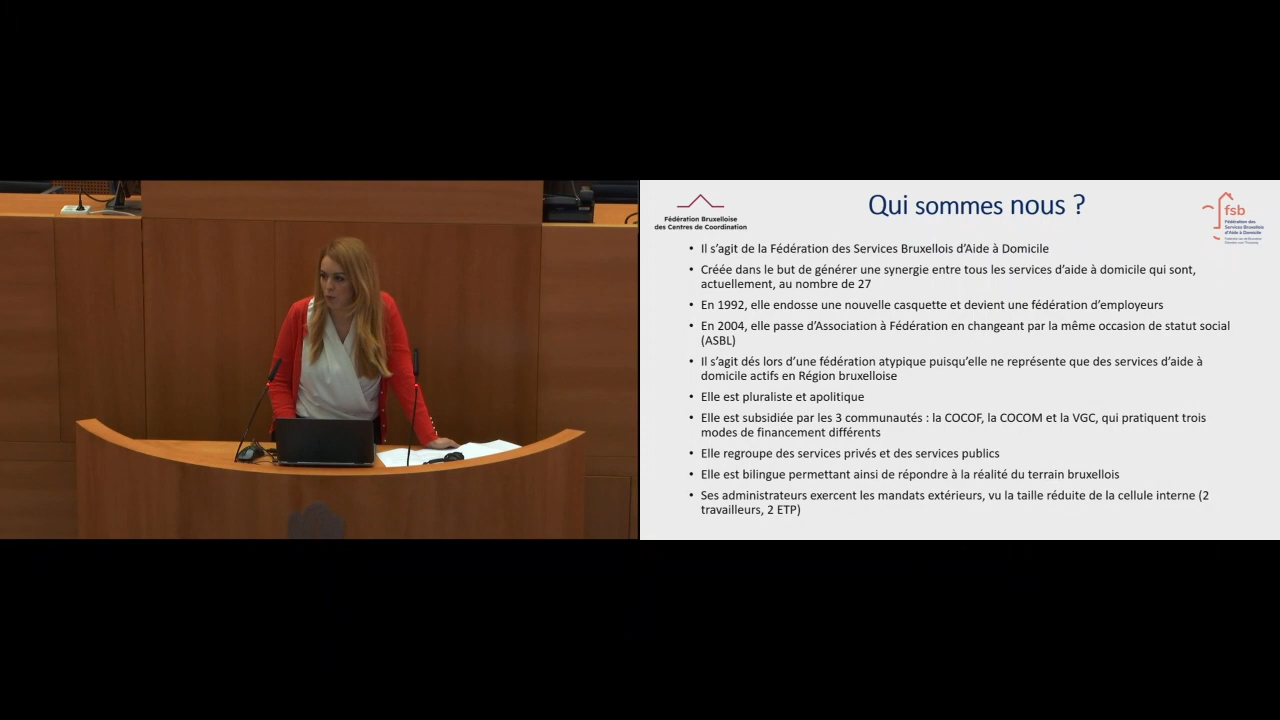 Qui sommes nous ?
Fédération Bruxelloise
des Centres de Coordination
fsb
Fédération des
Services Bruxellois
d'Aide à Domicile
• Il s'agit de la Fédération des Services Bruxellois d'Aide à Domicile
• Créée dans le but de générer une synergie entre tous les services d'aide à domicile qui sont,
actuellement, au nombre de 27
• En 1992, elle endosse une nouvelle casquette et devient une fédération d'employeurs
• En 2004, elle passe d'Association à Fédération en changeant par la même occasion de statut social
(ASBL)
• Il s'agit dés lors d'une fédération atypique puisqu'elle ne représente que des services d'aide à
domicile actifs en Région bruxelloise
• Elle est pluraliste et apolitique
• Elle est subsidiée par les 3 communautés : la COCOF, la COCOM et la VGC, qui pratiquent trois
modes de financement différents
• Elle regroupe des services privés et des services publics
• Elle est bilingue permettant ainsi de répondre à la réalité du terrain bruxellois
• Ses administrateurs exercent les mandats extérieurs, vu la taille réduite de la cellule interne (2
travailleurs, 2 ETP)